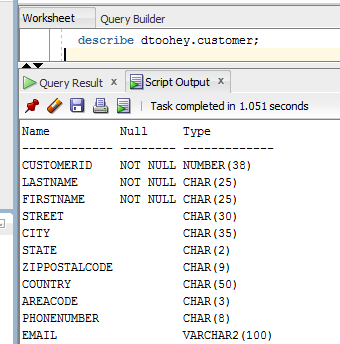 Worksheet Query Builder
describe dtoohey.customer;
Query Result x Script Output x
Task completed in 1.051 seconds
Name Null Type
------------- -------- -------------
CUSTOMERID NOT NULL NUMBER(38)
LASTNAME NOT NULL CHAR(25)
FIRSTNAME NOT NULL CHAR(25)
STREET CHAR(30)
CITY CHAR(35)
STATE CHAR(2)
ZIPPOSTALCODE CHAR(9)
COUNTRY CHAR(50)
AREACODE CHAR(3)
PHONENUMBER CHAR(8)
EMAIL VARCHAR2(100)